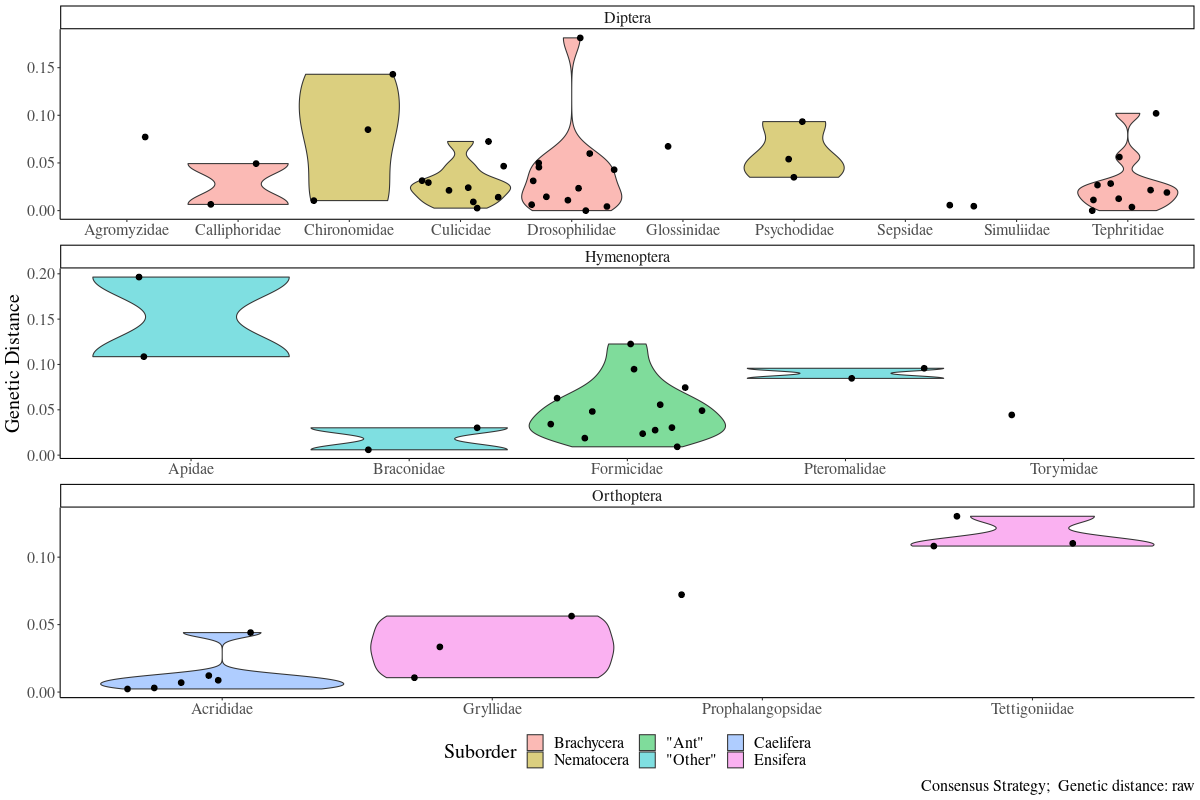 Diptera
0.15
0.10
0.05
0.00
Agromyzidae Calliphoridae Chironomidae Culicidae Drosophilidae Glossinidae Psychodidae Sepsidae Simuliidae Tephritidae
Hymenoptera
0.20
0.15
0.10
0.05
0.00
Apidae Braconidae Formicidae Pteromalidae Torymidae
Genetic Distance
Orthoptera
0.10
0.05
0.00
Acrididae Gryllidae Prophalangopsidae Tettigoniidae
Suborder
Brachycera "Ant" Caelifera
Nematocera "Other" Ensifera
Consensus Strategy; Genetic distance: raw